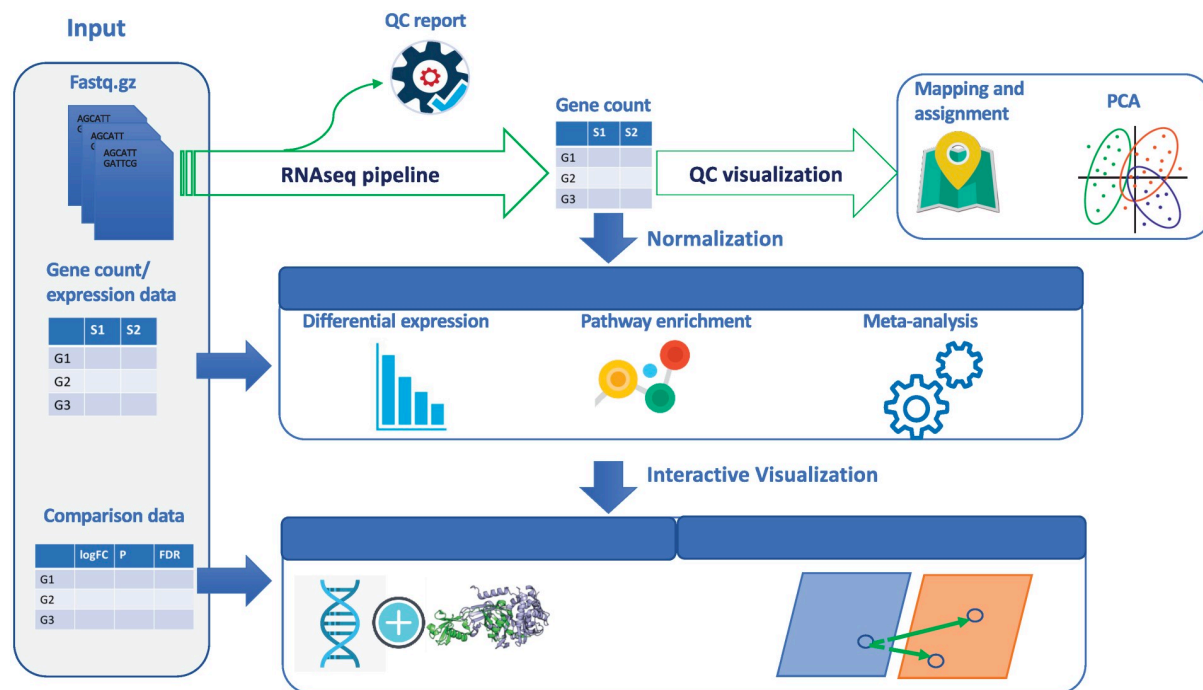 Input
QC report
Fastq.gz
AGCATT
G
AGCATT
G
AGCATT
GATTCG
RNAseq pipeline
Gene count
S1 S2
G1
G2
G3
QC visualization
Mapping and
assignment
PCA
Normalization
Gene count/
expression data
S1 S2
G1
G2
G3
Differential expression
Pathway enrichment
Meta-analysis
Interactive Visualization
Comparison data
logFC P FDR
G1
G2
G3